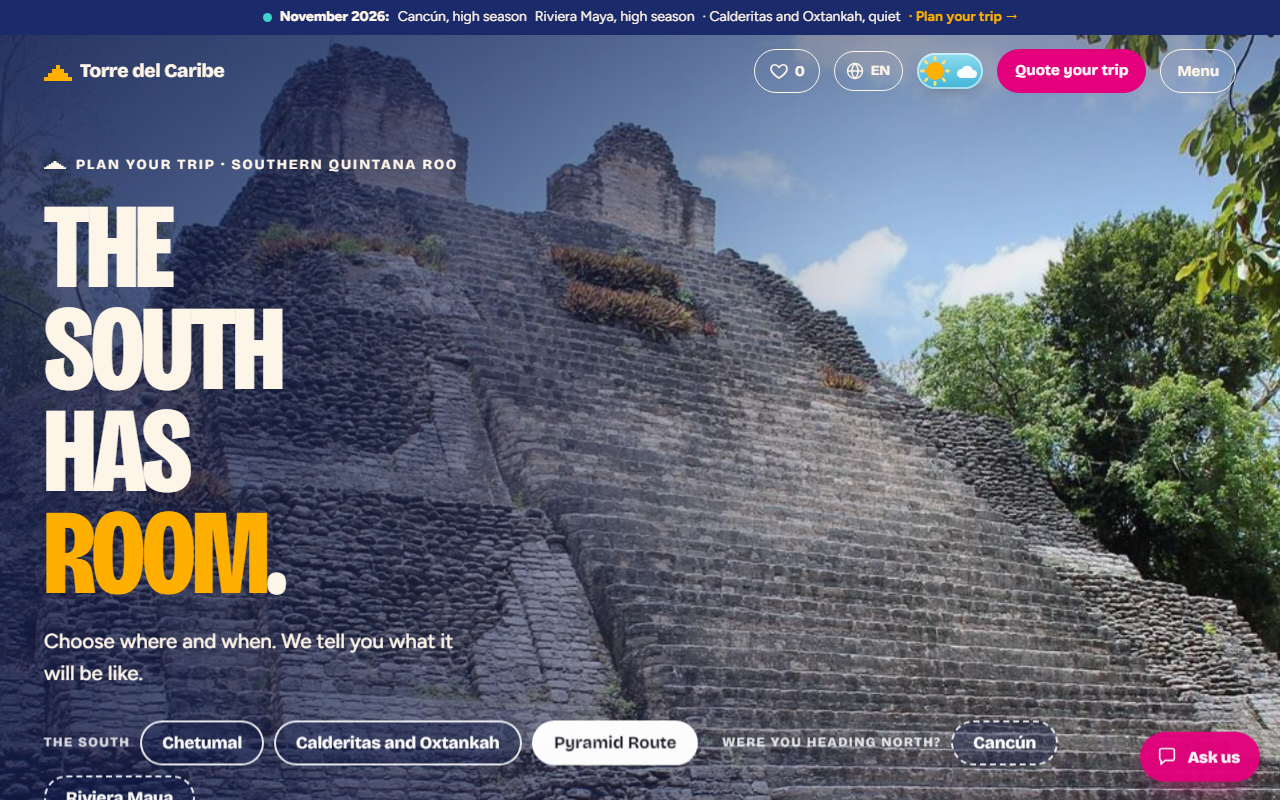 November 2026: Cancún, high season Riviera Maya, high season · Calderitas and Oxtankah, quiet · Plan your trip →
Torre del Caribe
0
EN
Quote your trip
Menu
PLAN YOUR TRIP · SOUTHERN QUINTANA ROO
THE
SOUTH
HAS
ROOM.
Choose where and when. We tell you what it
will be like.
THE SOUTH
Chetumal
Calderitas and Oxtankah
Pyramid Route
WERE YOU HEADING NORTH?
Cancún
Ask us
Riviera Maya